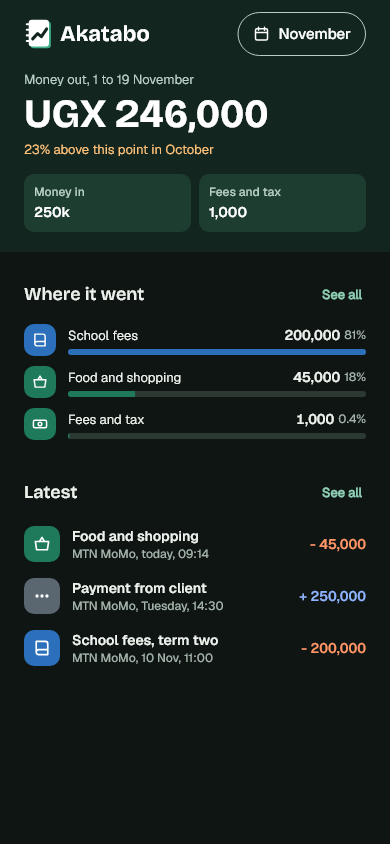 Akatabo
November
Money out, 1 to 19 November
UGX 246,000
23% above this point in October
Money in
250k
Fees and tax
1,000
Where it went
See all
School fees
200,000 81%
Food and shopping
45,000 18%
Fees and tax
1,000 0.4%
Latest
See all
Food and shopping
MTN MoMo, today, 09:14
- 45,000
Payment from client
MTN MoMo, Tuesday, 14:30
+ 250,000
School fees, term two
MTN MoMo, 10 Nov, 11:00
- 200,000